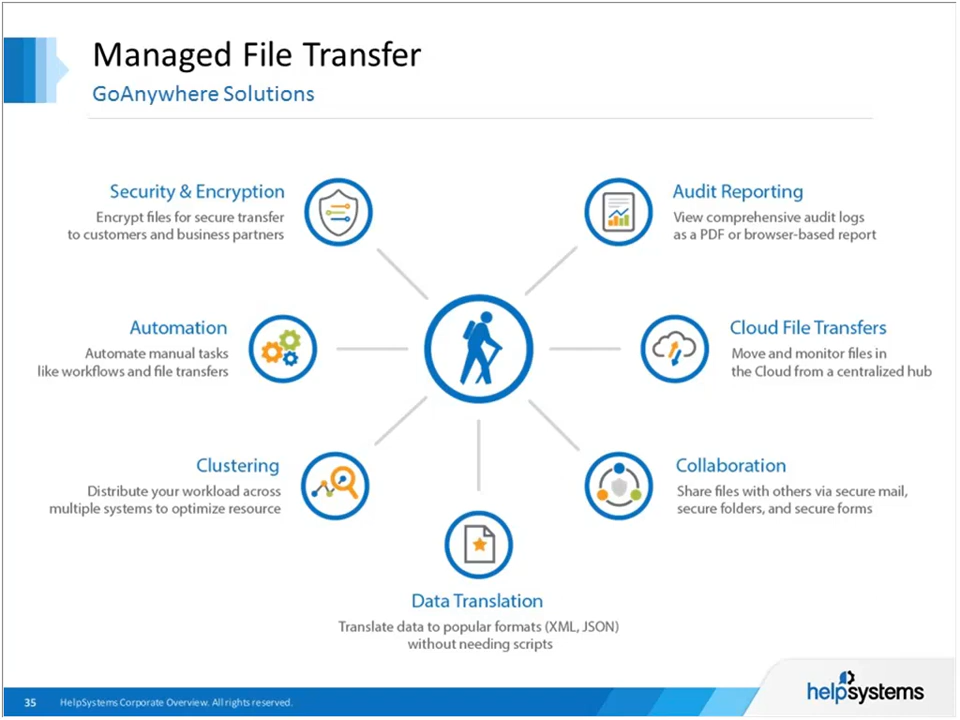 Managed File Transfer
GoAnywhere Solutions
Security & Encryption
Encrypt files for secure transfer
to customers and business partners
Audit Reporting
View comprehensive audit logs
as a PDF or browser-based report
Automation
Automate manual tasks
like workflows and file transfers
Cloud File Transfers
Move and monitor files in
the Cloud from a centralized hub
Clustering
Distribute your workload across
multiple systems to optimize resource
Collaboration
Share files with others via secure mail,
secure folders, and secure forms
Data Translation
Translate data to popular formats (XML, JSON)
without needing scripts
35 HelpSystems Corporate Overview. All rights reserved.
helpsystems